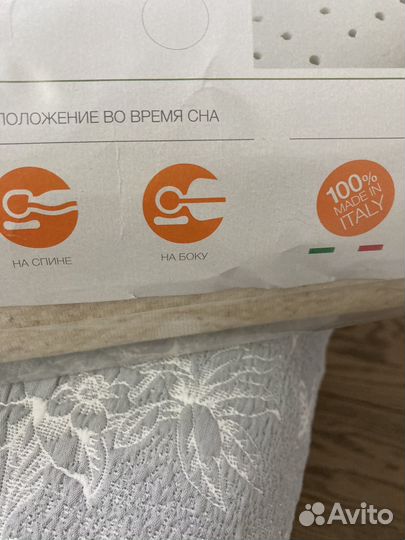 ПОЛОЖЕНИЕ ВО ВРЕМЯ СНА
НА СПИНЕ
НА БОКУ
100%
MADE IN
ITALY
Avito